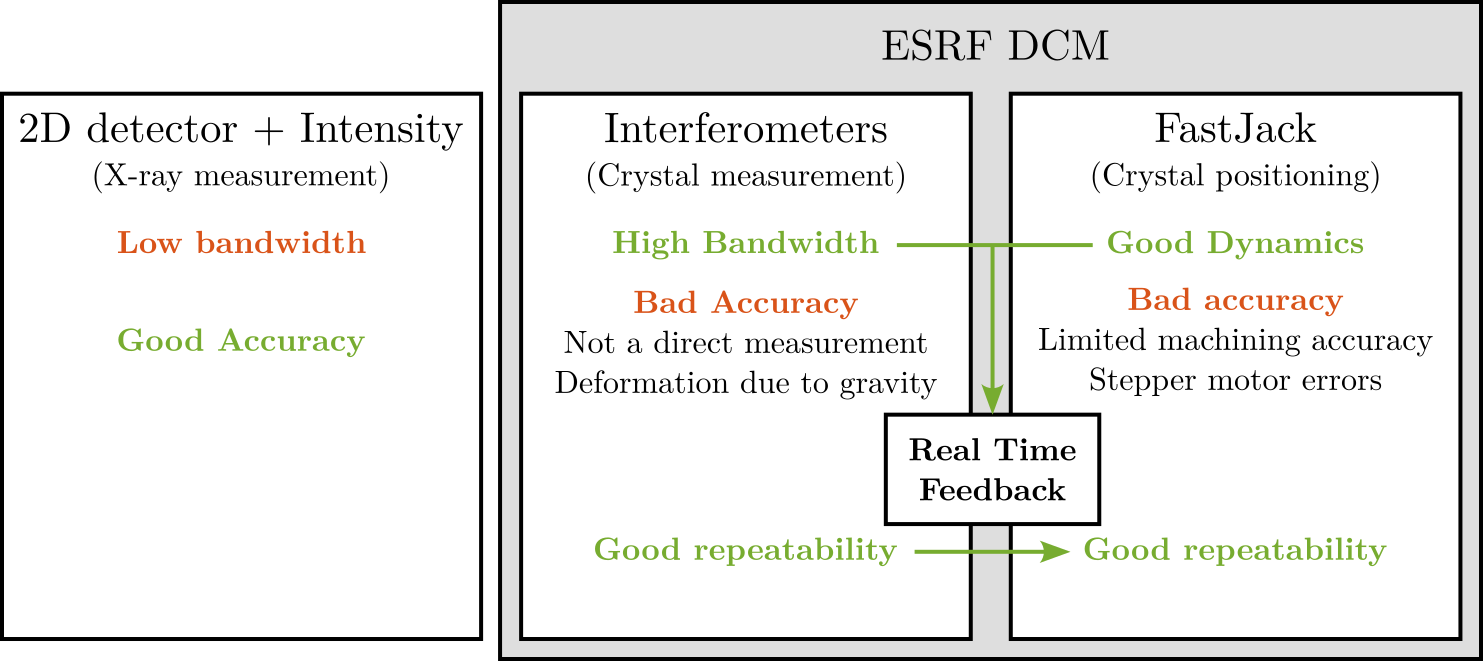 ESRF DCM
2D detector + Intensity
(X-ray measurement)
Low bandwidth
Good Accuracy
Interferometers
(Crystal measurement)
High Bandwidth
Bad Accuracy
Not a direct measurement
Deformation due to gravity
FastJack
(Crystal positioning)
Good Dynamics
Bad accuracy
Limited machining accuracy
Stepper motor errors
Real Time
Feedback
Good repeatability
Good repeatability